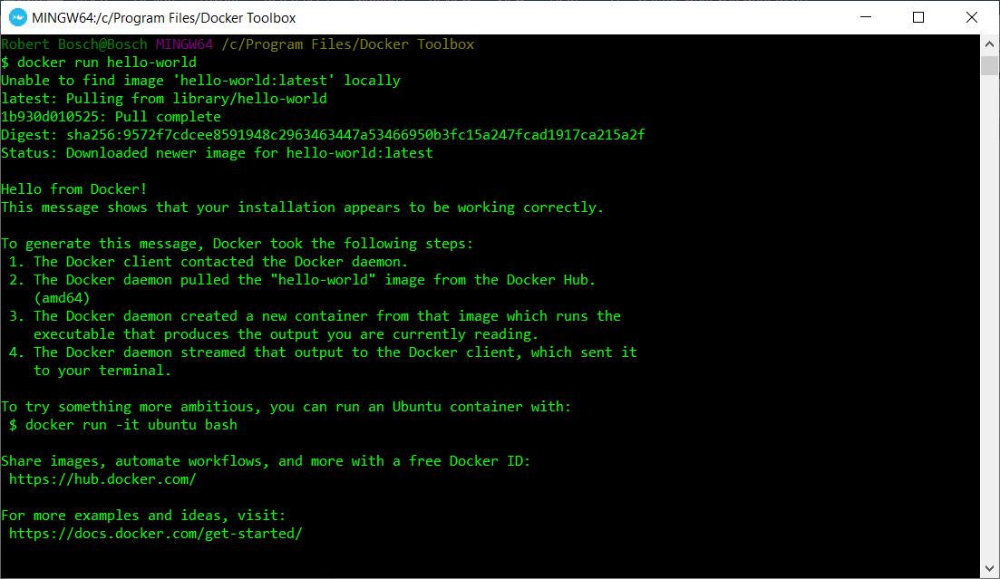 MINGW64:/c/Program Files/Docker Toolbox
Robert Bosch@Bosch MINGW64 /c/Program Files/Docker Toolbox
$ docker run hello-world
Unable to find image 'hello-world:latest' locally
latest: Pulling from library/hello-world
1b930d010525: Pull complete
Digest: sha256:9572f7cdcee8591948c2963463447a53466950b3fc15a247fcad1917ca215a2f
Status: Downloaded newer image for hello-world:latest

Hello from Docker!
This message shows that your installation appears to be working correctly.

To generate this message, Docker took the following steps:
 1. The Docker client contacted the Docker daemon.
 2. The Docker daemon pulled the "hello-world" image from the Docker Hub.
    (amd64)
 3. The Docker daemon created a new container from that image which runs the
    executable that produces the output you are currently reading.
 4. The Docker daemon streamed that output to the Docker client, which sent it
    to your terminal.

To try something more ambitious, you can run an Ubuntu container with:
 $ docker run -it ubuntu bash

Share images, automate workflows, and more with a free Docker ID:
 https://hub.docker.com/

For more examples and ideas, visit:
 https://docs.docker.com/get-started/